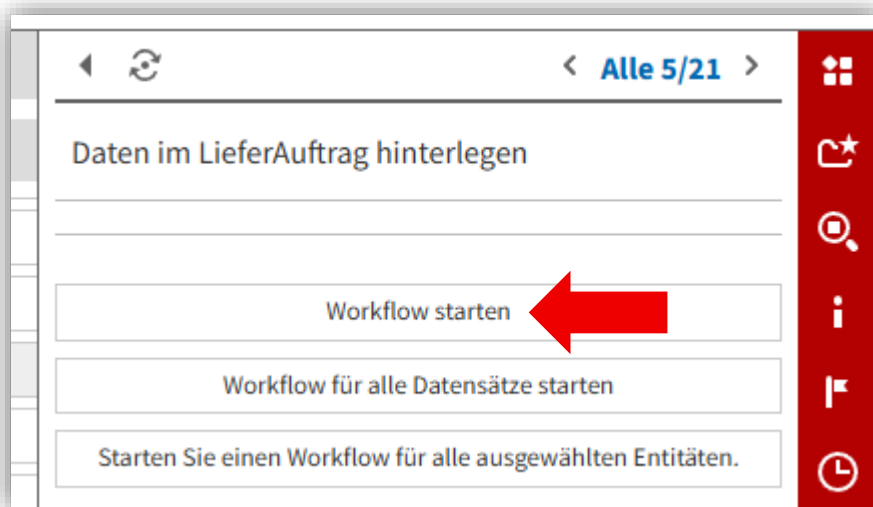 Alle 5/21
Daten im LieferAuftrag hinterlegen
Workflow starten
Workflow für alle Datensätze starten
Starten Sie einen Workflow für alle ausgewählten Entitäten.